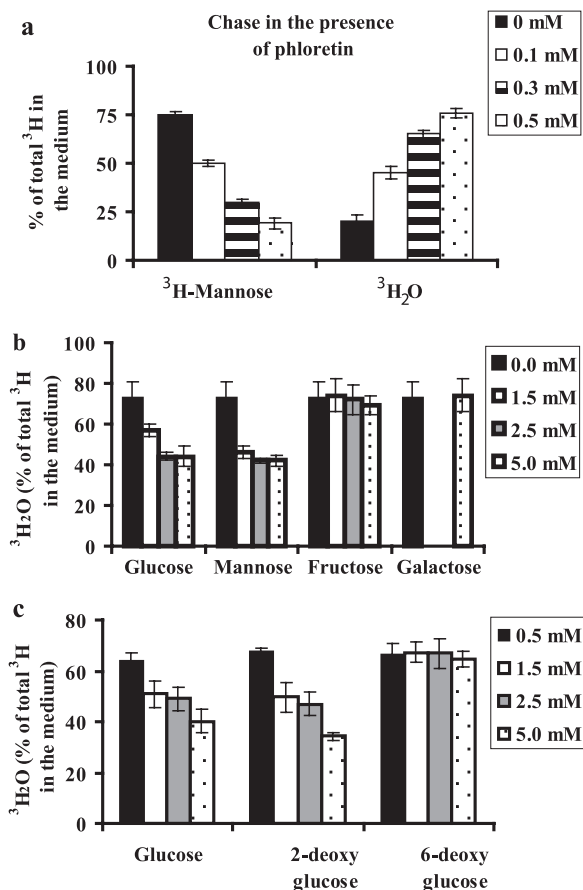 a
Chase in the presence
of phloretin
0 mM
0.1 mM
0.3 mM
0.5 mM
% of total ³H in
the medium
100
75
50
25
0
³H-Mannose
³H₂O
b
³H₂O (% of total ³H
in the medium)
100
80
60
40
20
0
0.0 mM
1.5 mM
2.5 mM
5.0 mM
Glucose
Mannose
Fructose
Galactose
c
³H₂O (% of total ³H
in the medium)
80
60
40
20
0
0.5 mM
1.5 mM
2.5 mM
5.0 mM
Glucose
2-deoxy
glucose
6-deoxy
glucose